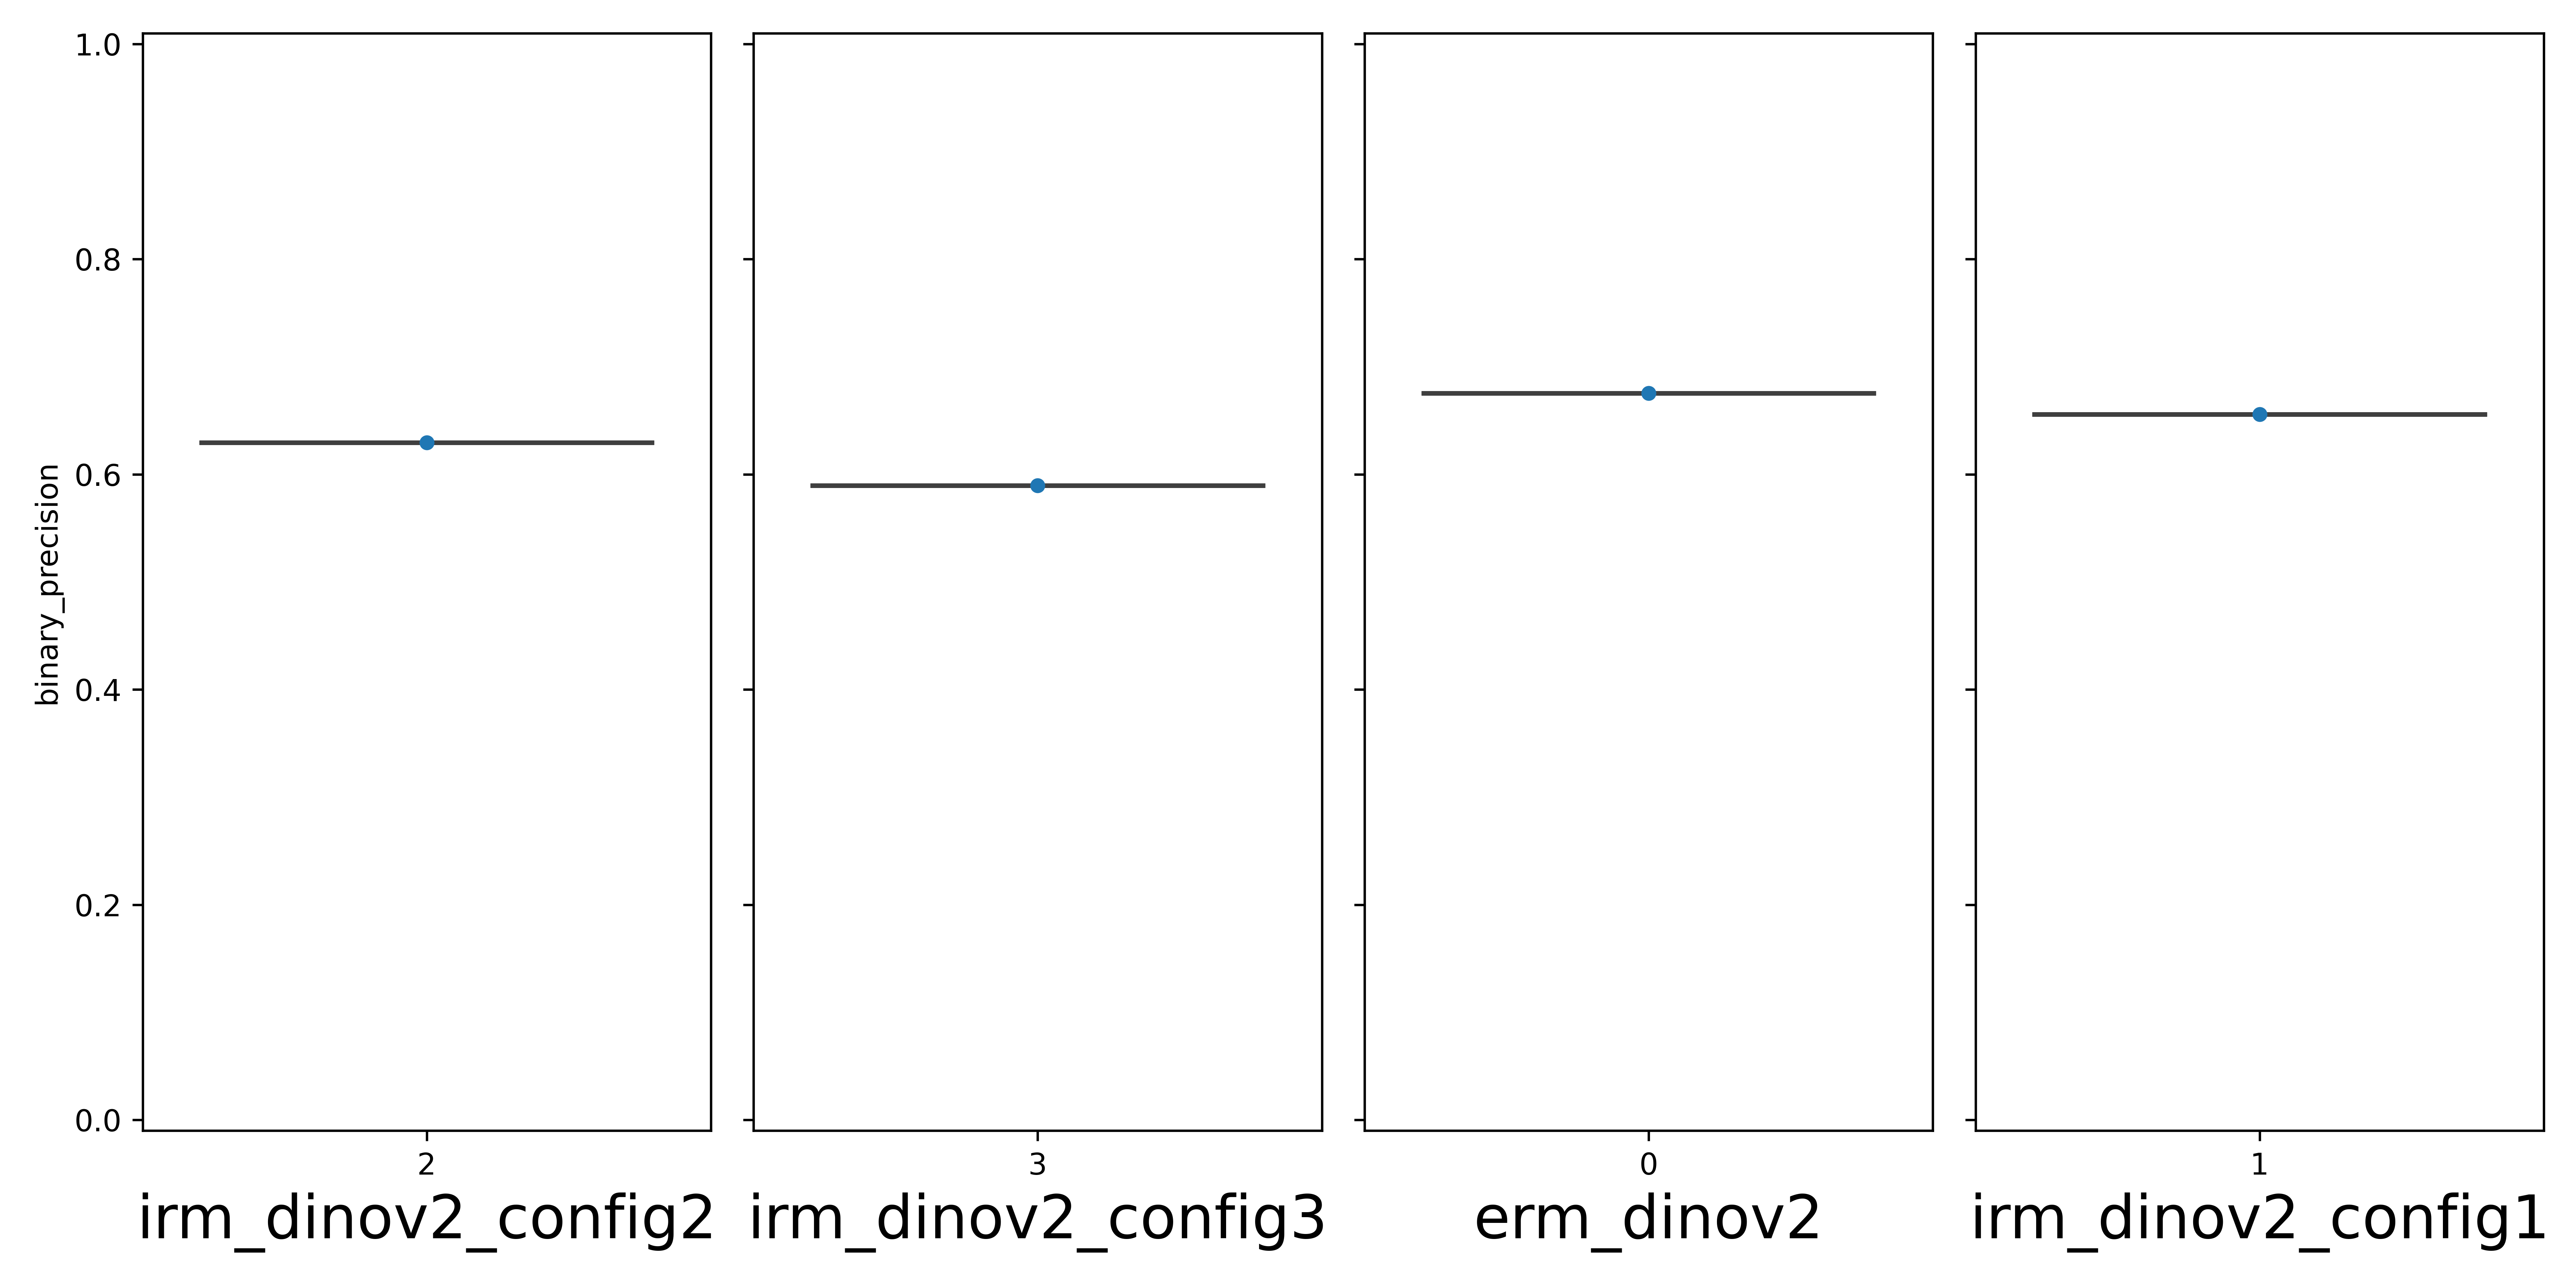 binary_precision
1.0
0.8
0.6
0.4
0.2
0.0
2
3
0
1
irm_dinov2_config2
irm_dinov2_config3
erm_dinov2
irm_dinov2_config1